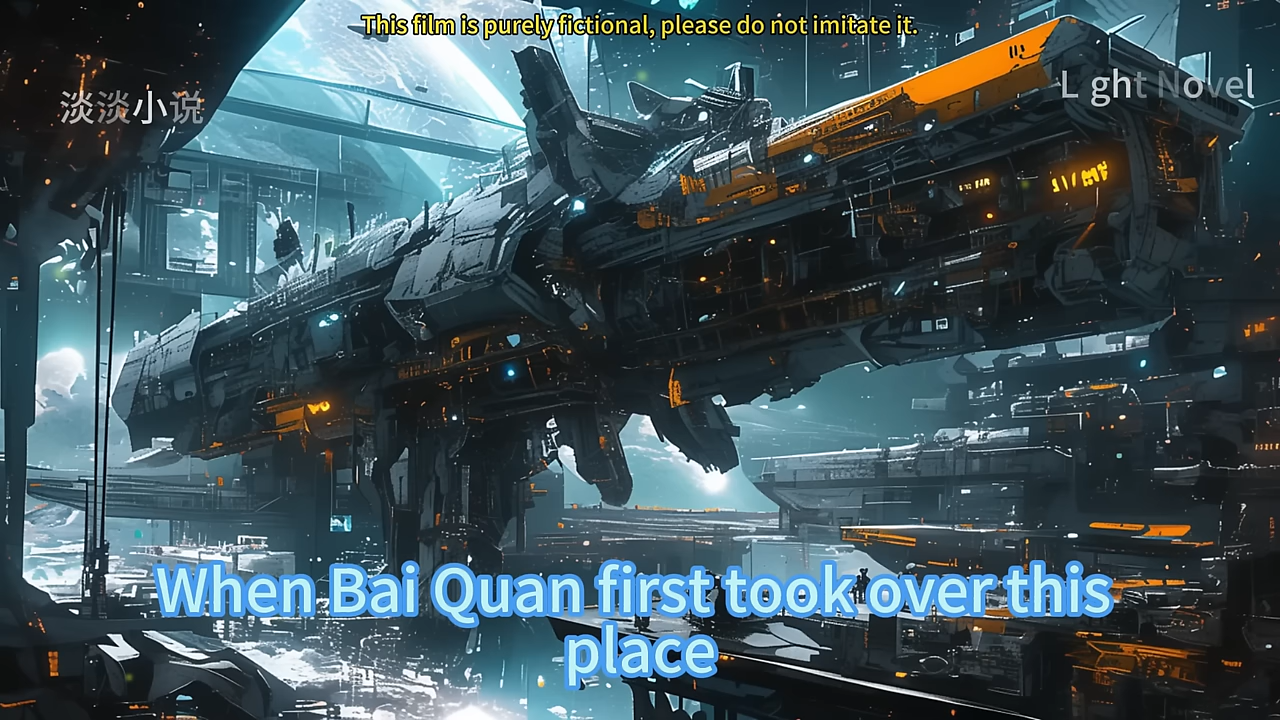 This film is purely fictional, please do not imitate it.
淡淡小说
L ght Novel
When Bai Quan first took over this
place